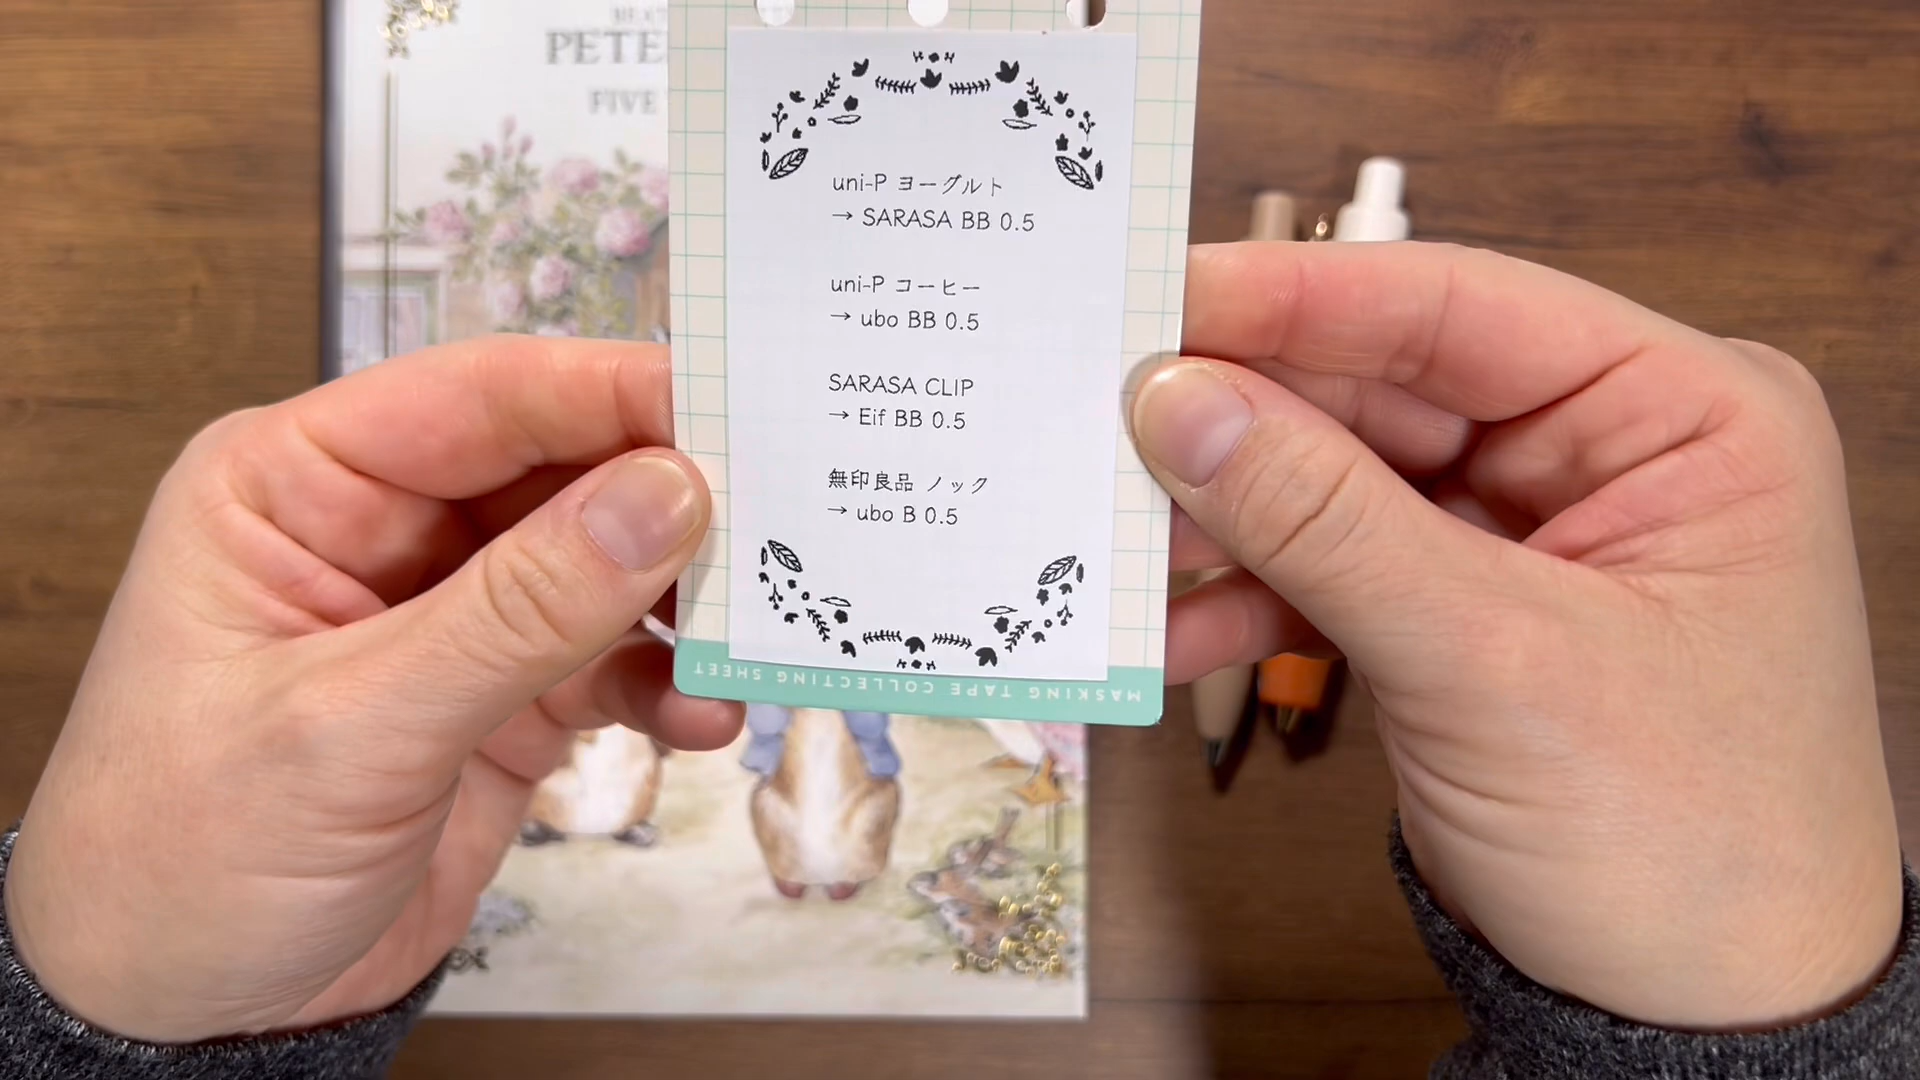 PETE
FIVE
uni-P ヨーグルト
→ SARASA BB 0.5
uni-P コーヒー
→ ubo BB 0.5
SARASA CLIP
→ Eif BB 0.5
無印良品 ノック
→ ubo B 0.5
MASKING TAPE COLLECTING SHEET